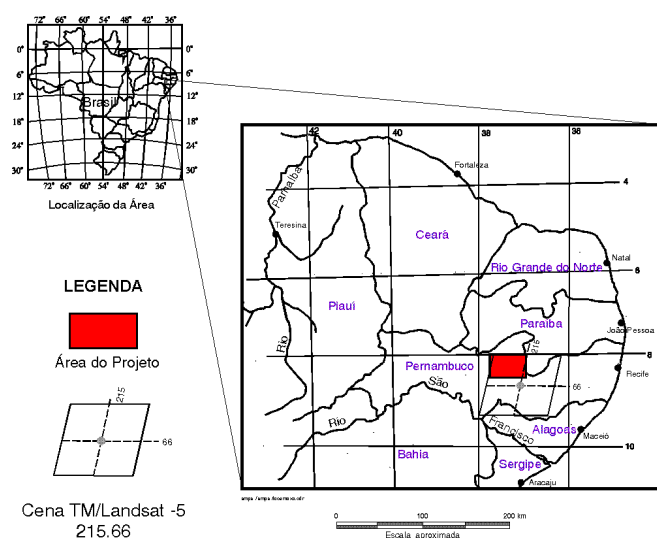 72° 66° 60° 54° 48° 42° 36°
0° 0°
6° 6°
12° 12°
18° 18°
24° 24°
30° 30°
Brasil
72° 66° 60° 54° 48° 42° 36°
Localização da Área
42 40 38 36
Fortaleza
4
Parnaíba
Teresina
Ceará
Natal
Rio Grande do Norte
6
LEGENDA
Piauí
Paraíba
João Pessoa
Rio
215
8
Área do Projeto
Pernambuco
Recife
São
66
215
Rio
Francisco
Alagoas
Maceió
66
Bahia
10
Sergipe
Aracaju
Cena TM/Landsat -5
215.66
0 100 200 km
Escala aproximada